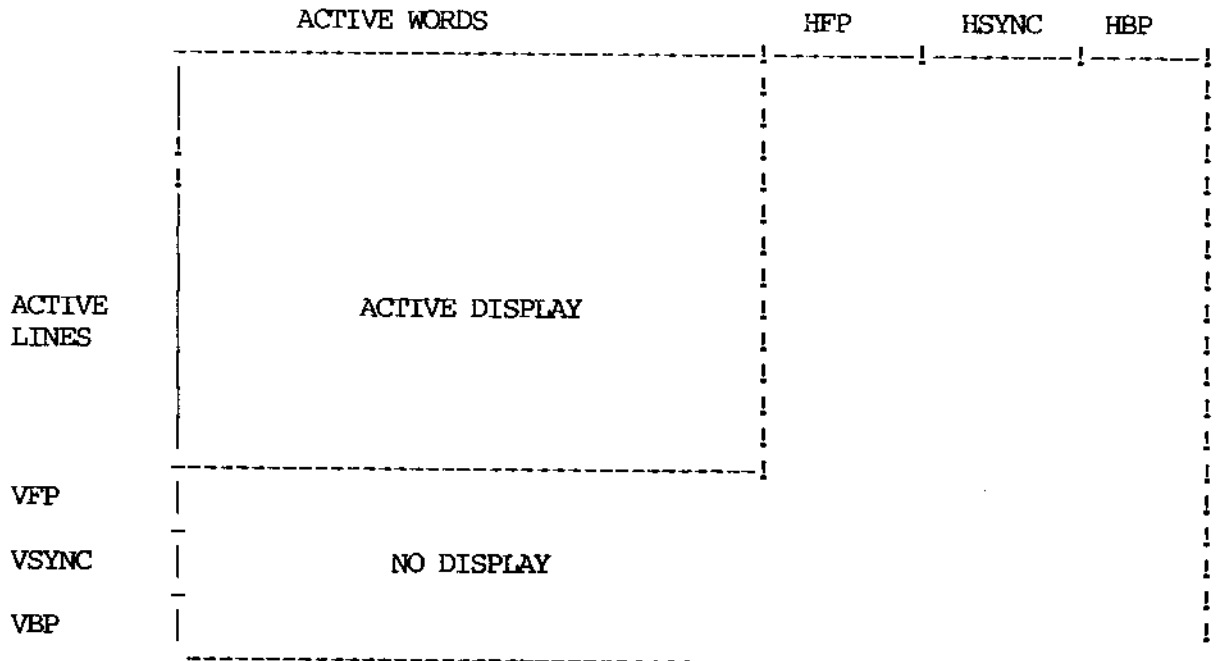 ACTIVE WORDS HFP HSYNC HBP
ACTIVE DISPLAY
ACTIVE
LINES
VFP
VSYNC
NO DISPLAY
VBP